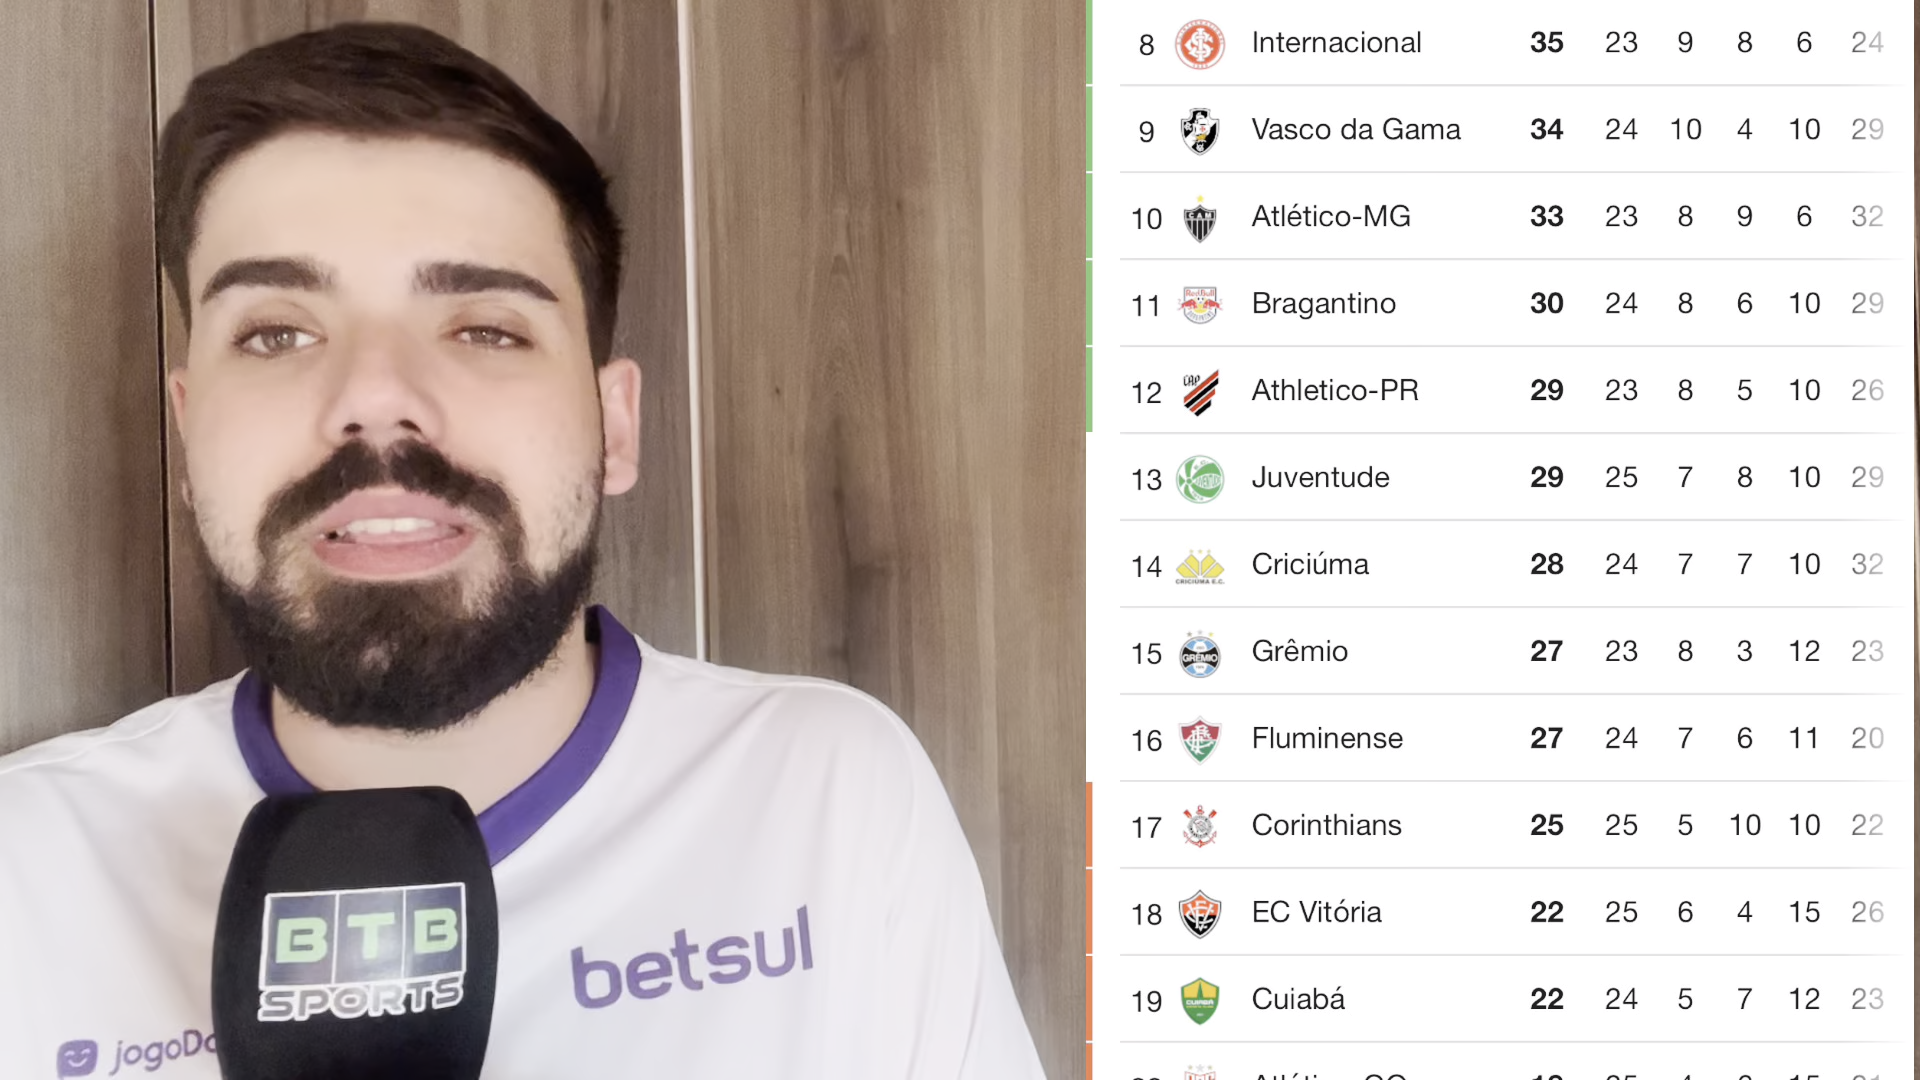 BTB
SPORTS
betsul
jogoDo
8 Internacional 35 23 9 8 6 24
9 Vasco da Gama 34 24 10 4 10 29
10 Atlético-MG 33 23 8 9 6 32
11 Bragantino 30 24 8 6 10 29
12 Athletico-PR 29 23 8 5 10 26
13 Juventude 29 25 7 8 10 29
14 Criciúma 28 24 7 7 10 32
15 Grêmio 27 23 8 3 12 23
16 Fluminense 27 24 7 6 11 20
17 Corinthians 25 25 5 10 10 22
18 EC Vitória 22 25 6 4 15 26
19 Cuiabá 22 24 5 7 12 23